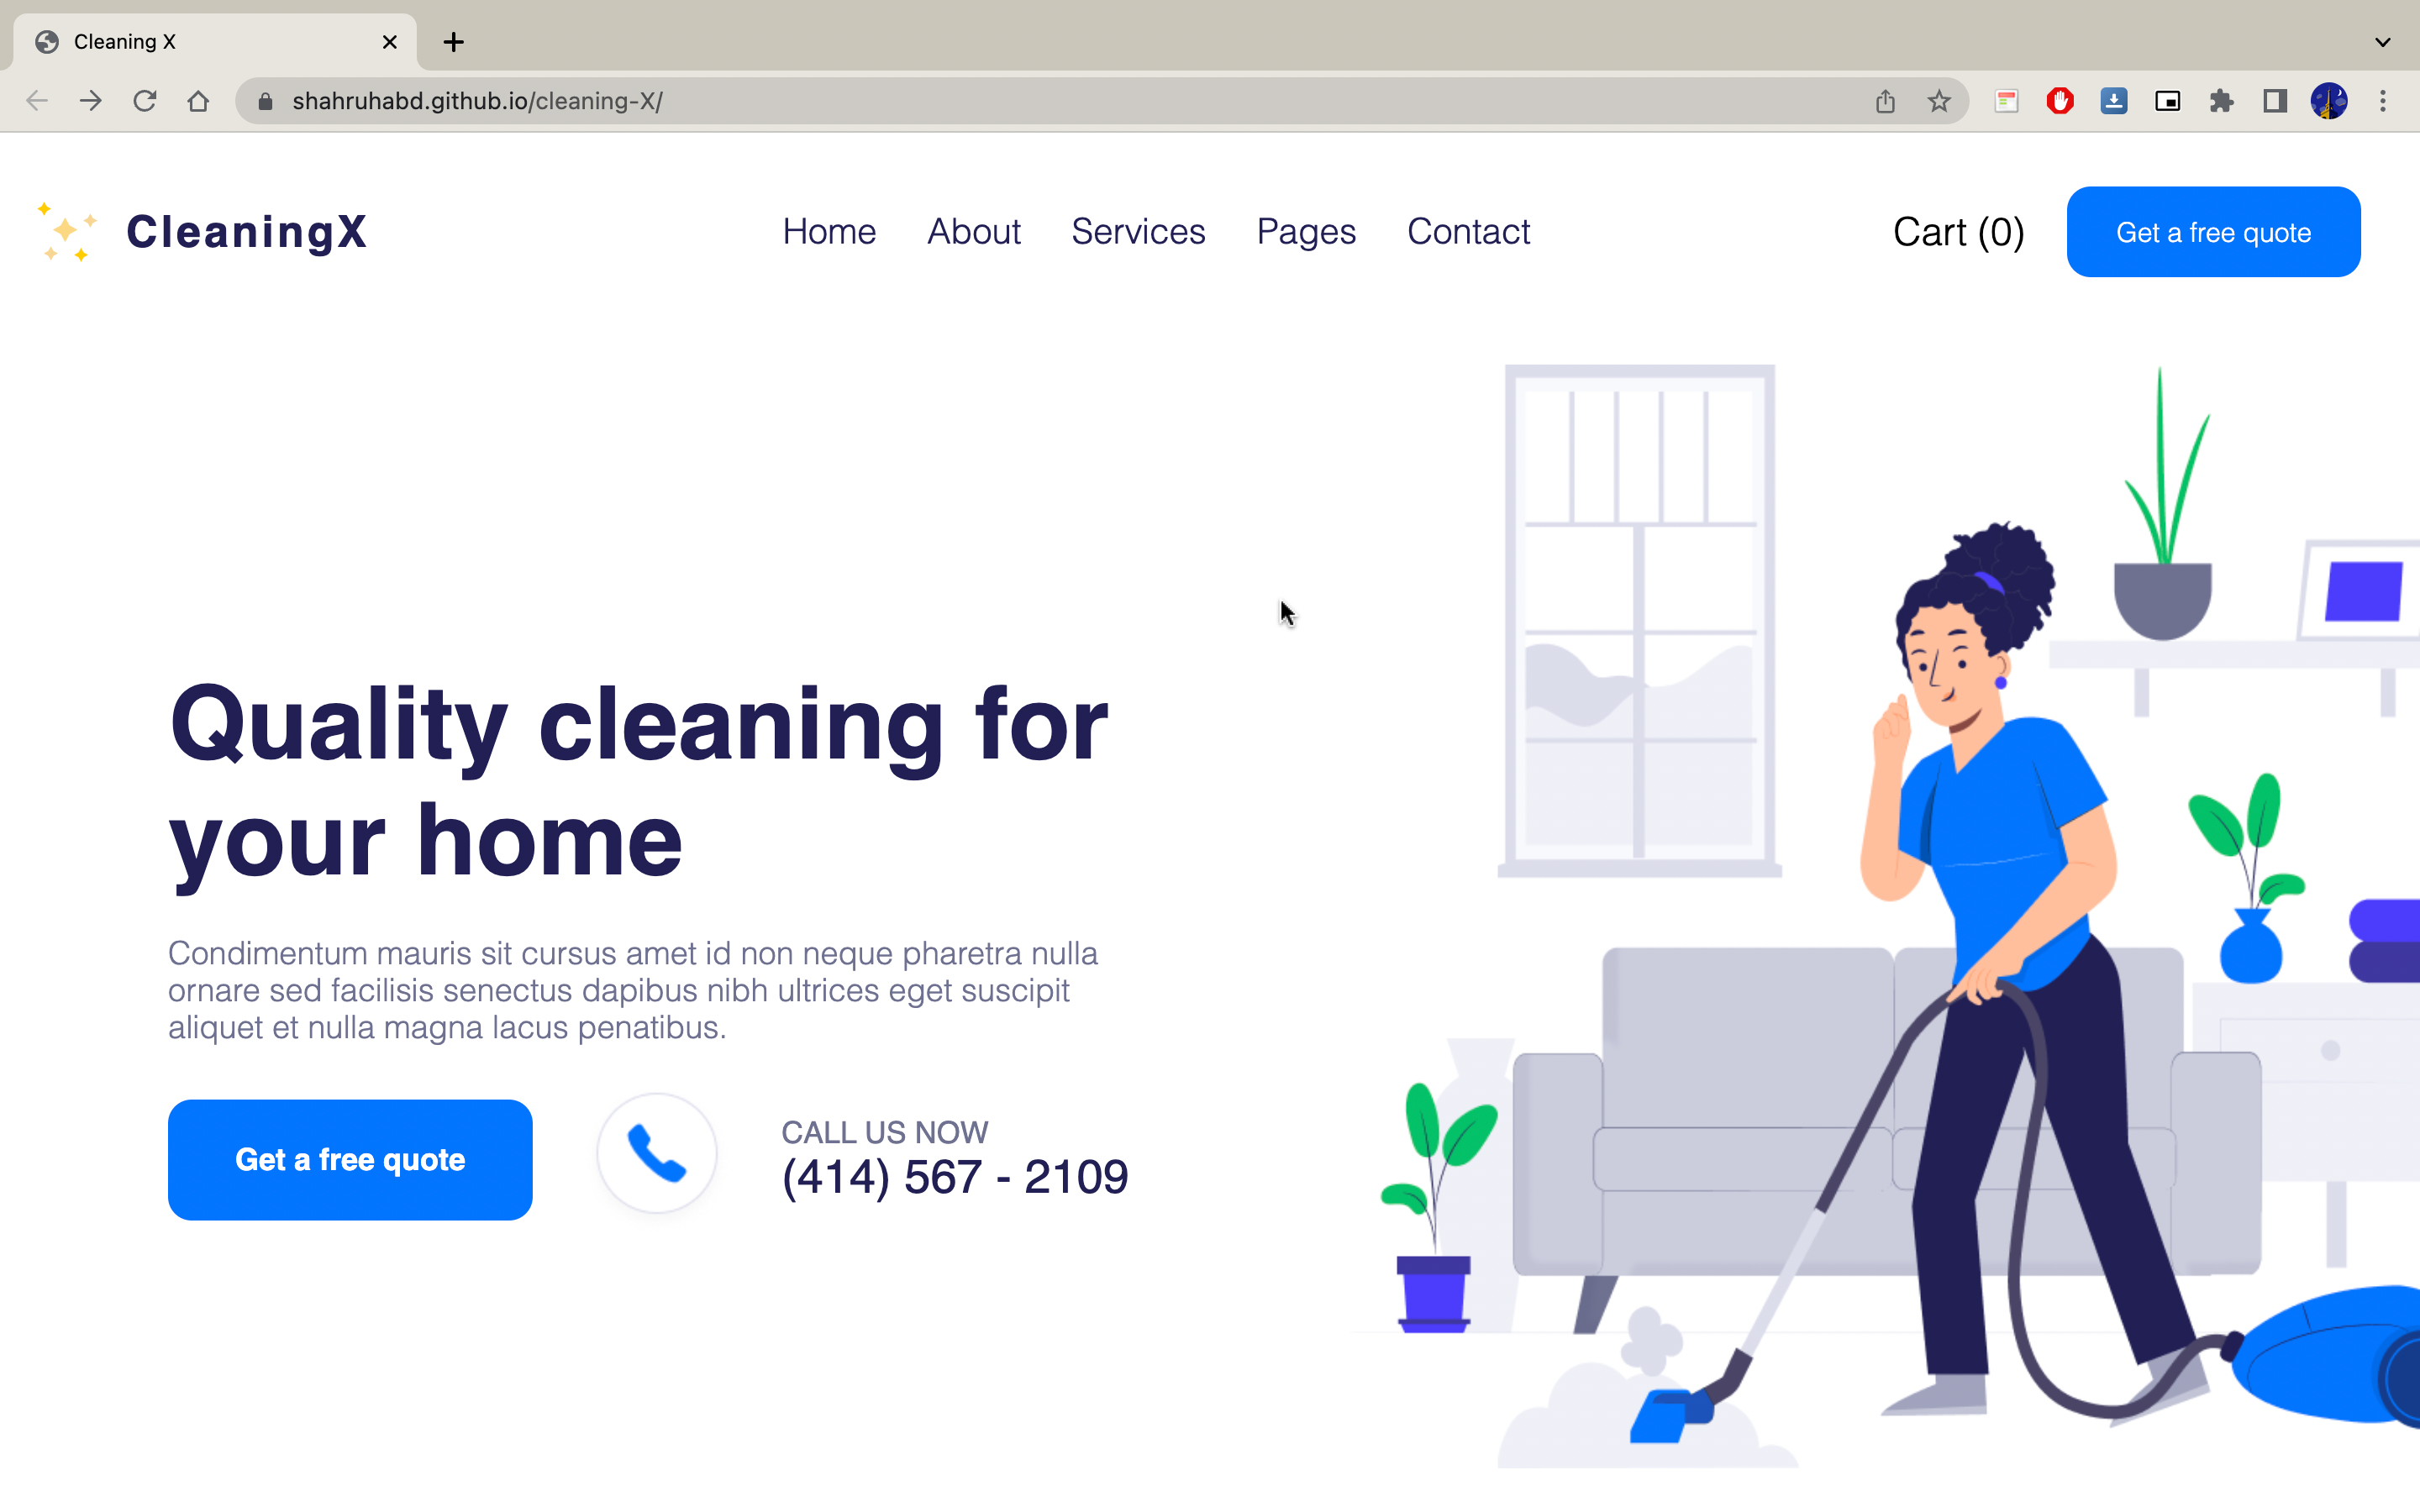 Cleaning X
shahruhabd.github.io/cleaning-X/
CleaningX
Home About Services Pages Contact
Cart (0)
Get a free quote
Quality cleaning for
your home
Condimentum mauris sit cursus amet id non neque pharetra nulla
ornare sed facilisis senectus dapibus nibh ultrices eget suscipit
aliquet et nulla magna lacus penatibus.
Get a free quote
CALL US NOW
(414) 567 - 2109